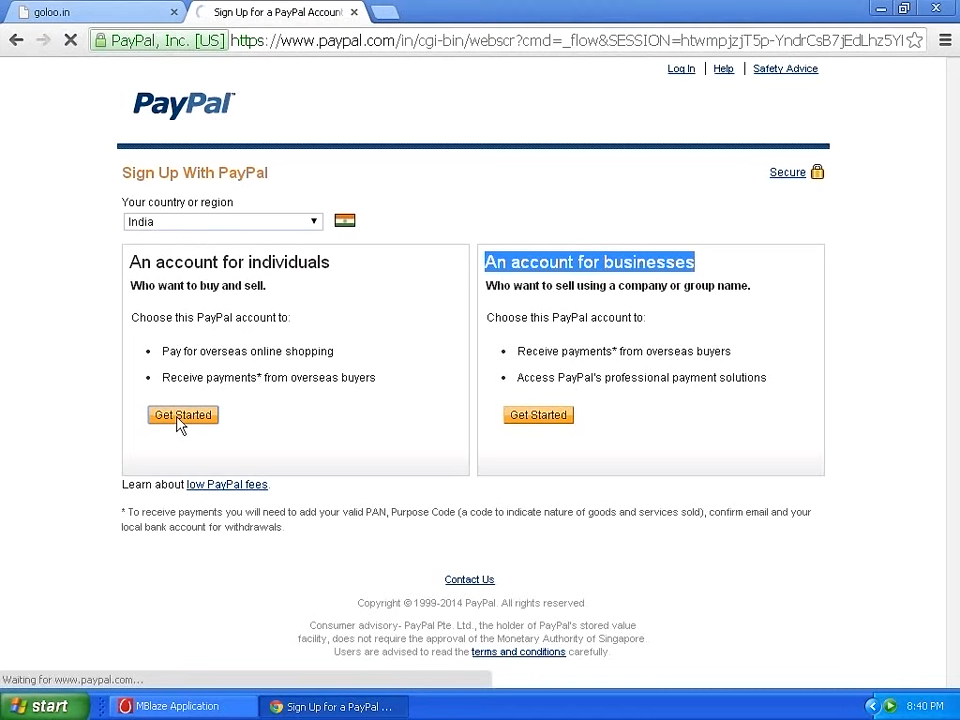 goloo.in
Sign Up for a PayPal Account
PayPal, Inc. [US]
https://www.paypal.com/in/cgi-bin/webscr?cmd=_flow&SESSION=htwmpjzjT5p-YndrCsB7jEdLhz5Yl
Log In | Help | Safety Advice
PayPal™
Sign Up With PayPal
Secure
Your country or region
India
An account for individuals
Who want to buy and sell.
Choose this PayPal account to:
• Pay for overseas online shopping
• Receive payments* from overseas buyers
Get Started
An account for businesses
Who want to sell using a company or group name.
Choose this PayPal account to:
• Receive payments* from overseas buyers
• Access PayPal's professional payment solutions
Get Started
Learn about low PayPal fees.
* To receive payments you will need to add your valid PAN, Purpose Code (a code to indicate nature of goods and services sold), confirm email and your
local bank account for withdrawals.
Contact Us
Copyright © 1999-2014 PayPal. All rights reserved
Consumer advisory- PayPal Pte. Ltd., the holder of PayPal's stored value
facility, does not require the approval of the Monetary Authority of Singapore.
Users are advised to read the terms and conditions carefully.
Waiting for www.paypal.com...
start
MBlaze Application
Sign Up for a PayPal ...
8:40 PM